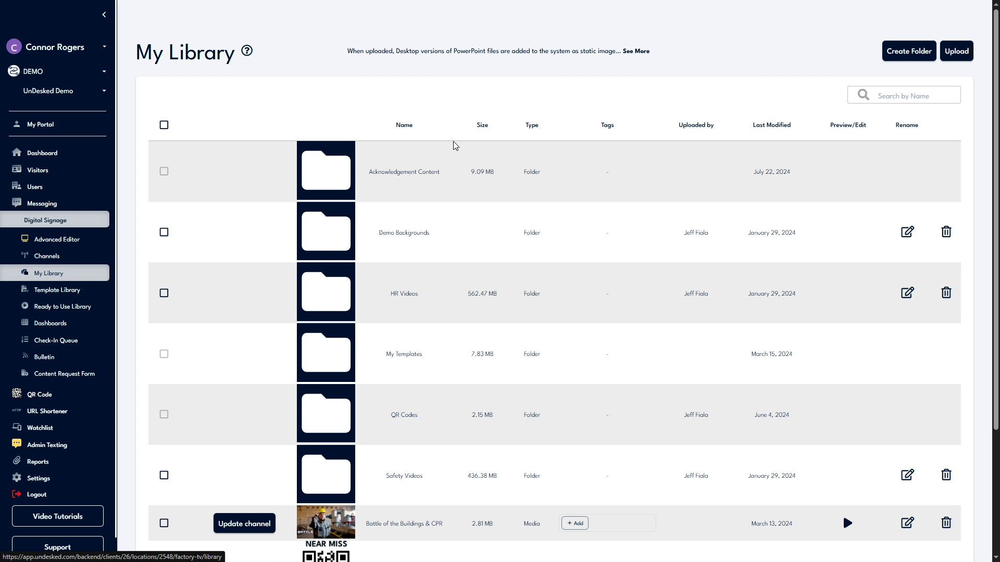 C Connor Rogers
DEMO
UnDesked Demo
My Portal
Dashboard
Visitors
Users
Messaging
Digital Signage
Advanced Editor
Channels
My Library
Template Library
Ready to Use Library
Dashboards
Check-In Queue
Bulletin
Content Request Form
QR Code
HTTP URL Shortener
Watchlist
Admin Texting
Reports
Settings
Logout
Video Tutorials
Support
https://app.undesked.com/backend/clients/26/locations/2548/factory-tv/library
My Library ?
When uploaded, Desktop versions of PowerPoint files are added to the system as static image... See More
Create Folder Upload
Search by Name
Name Size Type Tags Uploaded by Last Modified Preview/Edit Rename
Acknowledgement Content 9.09 MB Folder - July 22, 2024
Demo Backgrounds Folder - Jeff Fiala January 29, 2024
HR Videos 562.47 MB Folder - Jeff Fiala January 29, 2024
My Templates 7.83 MB Folder - March 15, 2024
QR Codes 2.15 MB Folder - Jeff Fiala June 4, 2024
Safety Videos 436.38 MB Folder - Jeff Fiala January 29, 2024
Update channel BATTLE Battle of the Buildings & CPR 2.81 MB Media + Add March 13, 2024
NEAR MISS